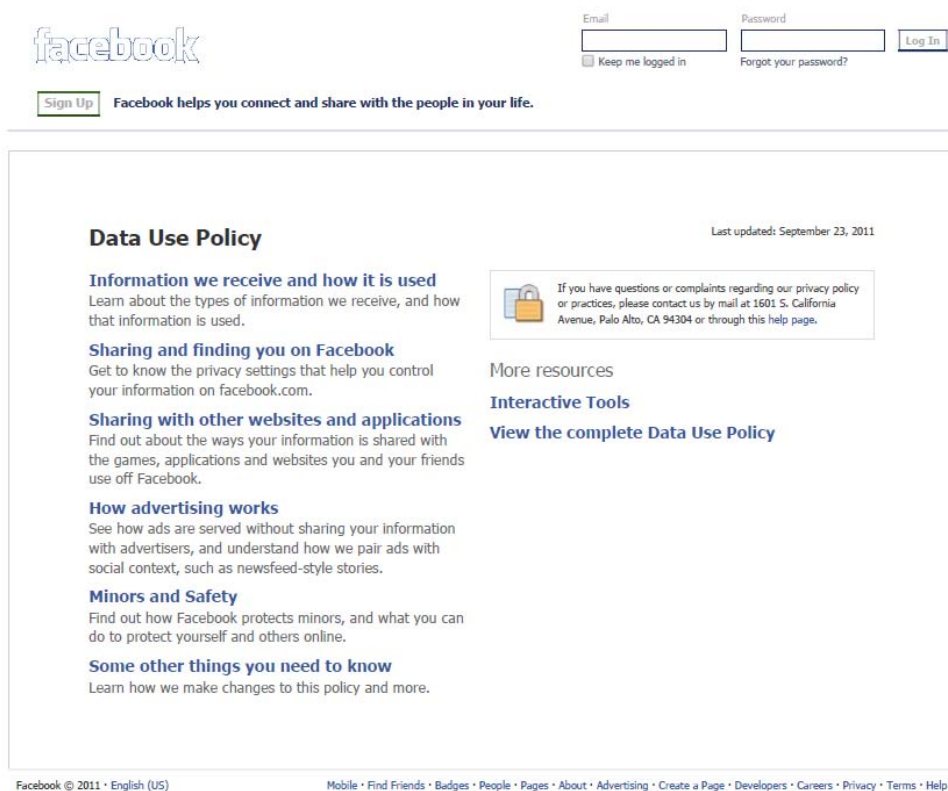 facebook
Email
Password
Log In
Keep me logged in
Forgot your password?
Sign Up
Facebook helps you connect and share with the people in your life.
Data Use Policy
Last updated: September 23, 2011
Information we receive and how it is used
Learn about the types of information we receive, and how
that information is used.
Sharing and finding you on Facebook
Get to know the privacy settings that help you control
your information on facebook.com.
Sharing with other websites and applications
Find out about the ways your information is shared with
the games, applications and websites you and your friends
use off Facebook.
How advertising works
See how ads are served without sharing your information
with advertisers, and understand how we pair ads with
social context, such as newsfeed-style stories.
Minors and Safety
Find out how Facebook protects minors, and what you can
do to protect yourself and others online.
Some other things you need to know
Learn how we make changes to this policy and more.
If you have questions or complaints regarding our privacy policy
or practices, please contact us by mail at 1601 S. California
Avenue, Palo Alto, CA 94304 or through this help page.
More resources
Interactive Tools
View the complete Data Use Policy
Facebook © 2011 · English (US)
Mobile · Find Friends · Badges · People · Pages · About · Advertising · Create a Page · Developers · Careers · Privacy · Terms · Help